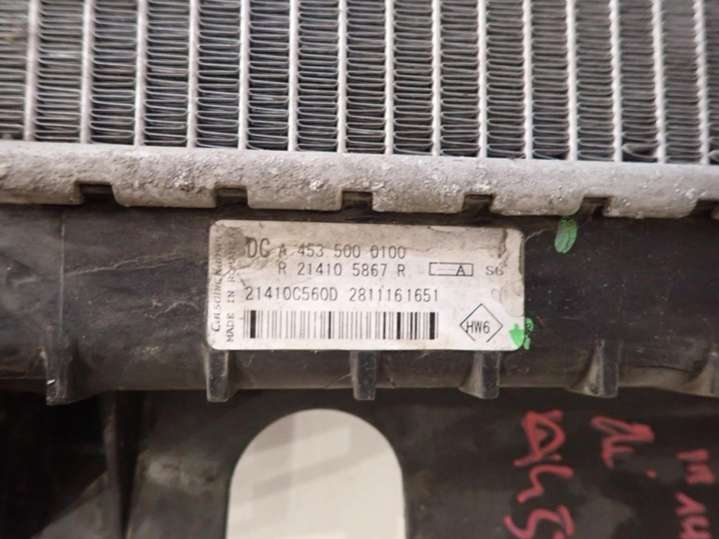 DC A 453 500 0100
R 21410 5867 R A
21410C560D 2811161651
HW6
MADE IN